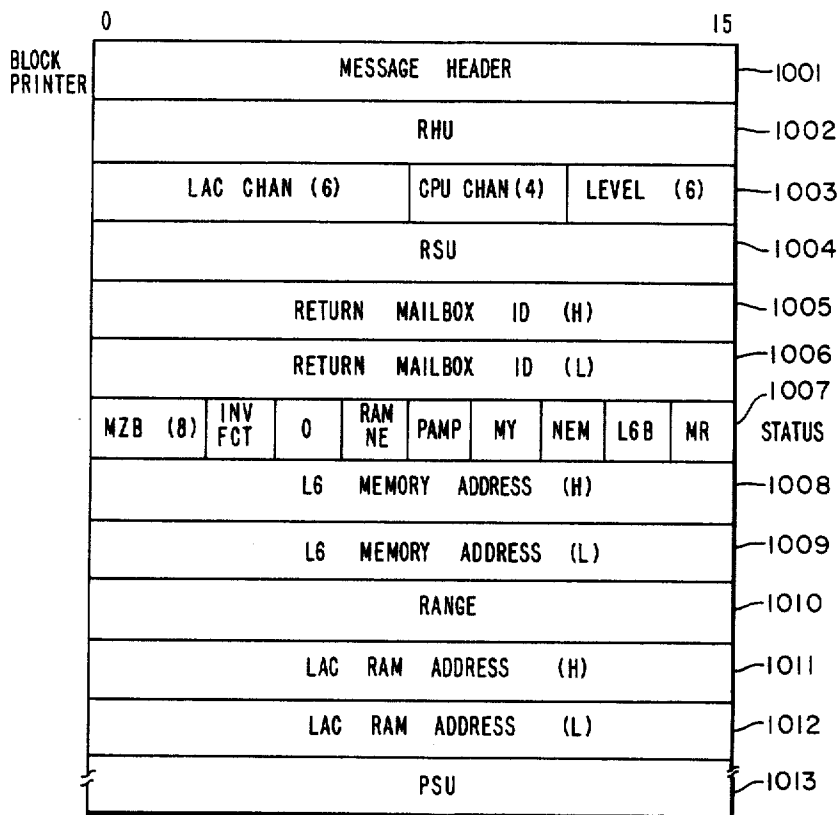 0 15
BLOCK PRINTER
MESSAGE HEADER 1001
RHU 1002
LAC CHAN (6) CPU CHAN (4) LEVEL (6) 1003
RSU 1004
RETURN MAILBOX ID (H) 1005
RETURN MAILBOX ID (L) 1006
1007
MZB (8) INV FCT 0 RAM NE PAMP MY NEM L6B MR STATUS
L6 MEMORY ADDRESS (H) 1008
L6 MEMORY ADDRESS (L) 1009
RANGE 1010
LAC RAM ADDRESS (H) 1011
LAC RAM ADDRESS (L) 1012
PSU 1013